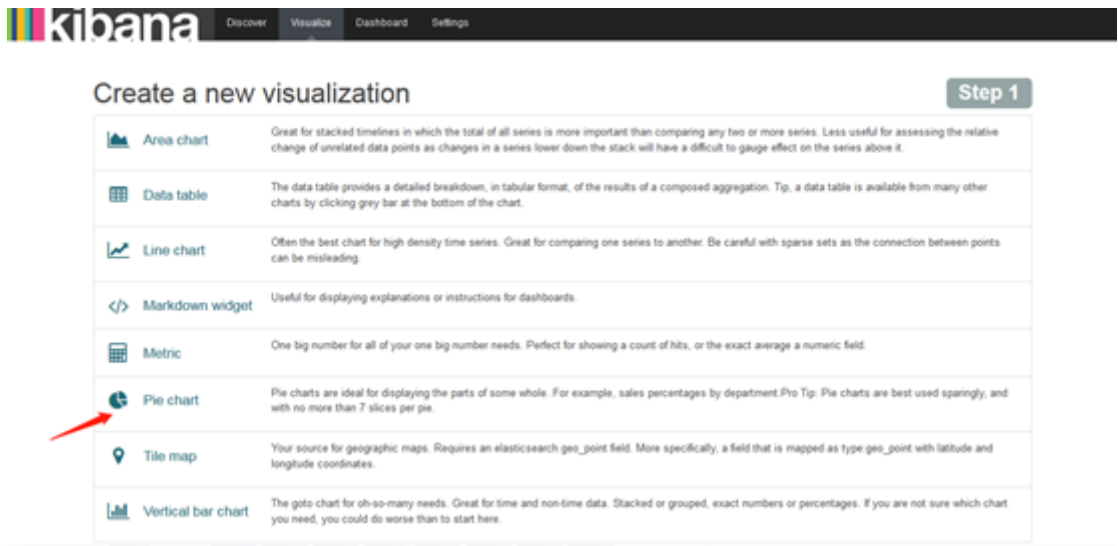 kibana Discover Visualize Dashboard Settings
Create a new visualization Step 1
Area chart Great for stacked timelines in which the total of all series is more important than comparing any two or more series. Less useful for assessing the relative
change of unrelated data points as changes in a series lower down the stack will have a difficult to gauge effect on the series above it.
Data table The data table provides a detailed breakdown, in tabular format, of the results of a composed aggregation. Tip, a data table is available from many other
charts by clicking grey bar at the bottom of the chart.
Line chart Often the best chart for high density time series. Great for comparing one series to another. Be careful with sparse sets as the connection between points
can be misleading.
Markdown widget Useful for displaying explanations or instructions for dashboards.
Metric One big number for all of your one big number needs. Perfect for showing a count of hits, or the exact average a numeric field.
Pie chart Pie charts are ideal for displaying the parts of some whole. For example, sales percentages by department.Pro Tip: Pie charts are best used sparingly, and
with no more than 7 slices per pie.
Tile map Your source for geographic maps. Requires an elasticsearch geo_point field. More specifically, a field that is mapped as type:geo_point with latitude and
longitude coordinates.
Vertical bar chart The goto chart for oh-so-many needs. Great for time and non-time data. Stacked or grouped, exact numbers or percentages. If you are not sure which chart
you need, you could do worse than to start here.